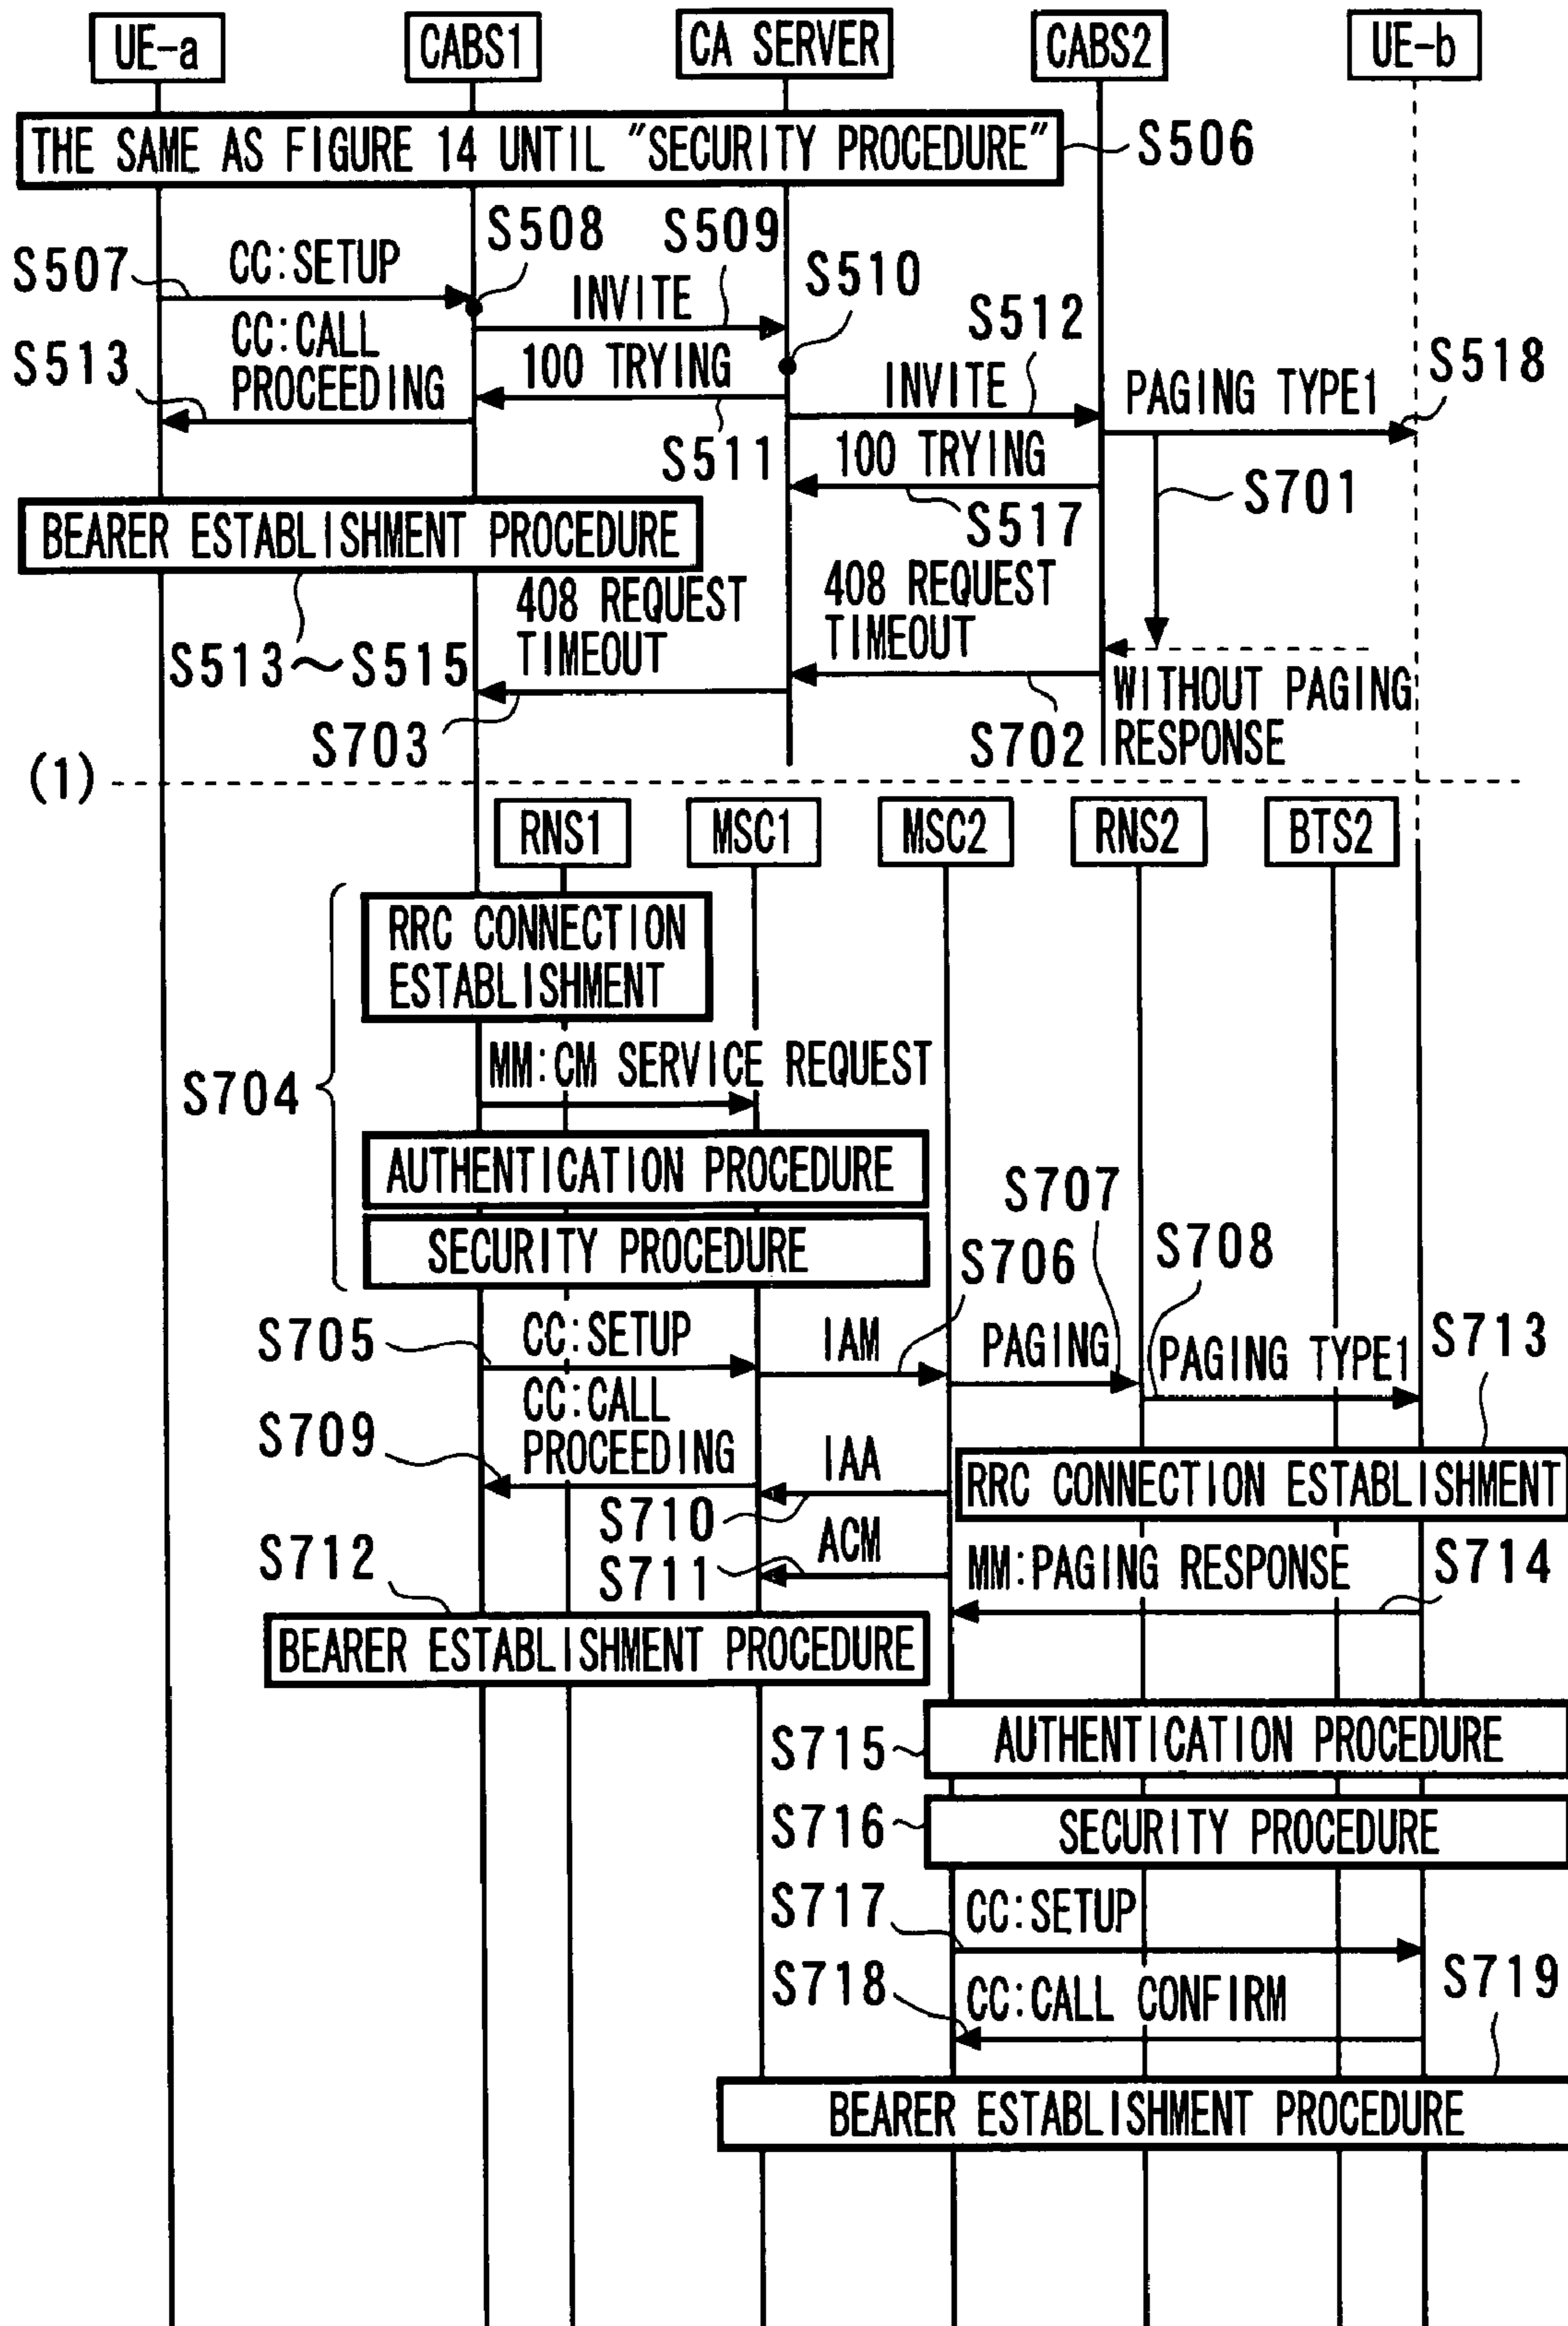 UE-a
CABS1
CA SERVER
CABS2
UE-b
THE SAME AS FIGURE 14 UNTIL "SECURITY PROCEDURE"
S506
S507
CC:SETUP
S508
S509
INVITE
S510
S513
CC:CALL
PROCEEDING
100 TRYING
S511
S512
INVITE
PAGING TYPE1
S518
100 TRYING
S517
S701
BEARER ESTABLISHMENT PROCEDURE
S513~S515
408 REQUEST
TIMEOUT
S703
408 REQUEST
TIMEOUT
S702
WITHOUT PAGING
RESPONSE
(1)
RNS1
MSC1
MSC2
RNS2
BTS2
S704
RRC CONNECTION
ESTABLISHMENT
MM:CM SERVICE REQUEST
AUTHENTICATION PROCEDURE
SECURITY PROCEDURE
S705
CC:SETUP
IAM
S706
PAGING
S707
S708
PAGING TYPE1
S713
S709
CC:CALL
PROCEEDING
IAA
S710
RRC CONNECTION ESTABLISHMENT
ACM
S711
S712
MM:PAGING RESPONSE
S714
BEARER ESTABLISHMENT PROCEDURE
S715
AUTHENTICATION PROCEDURE
S716
SECURITY PROCEDURE
S717
CC:SETUP
S718
CC:CALL CONFIRM
S719
BEARER ESTABLISHMENT PROCEDURE